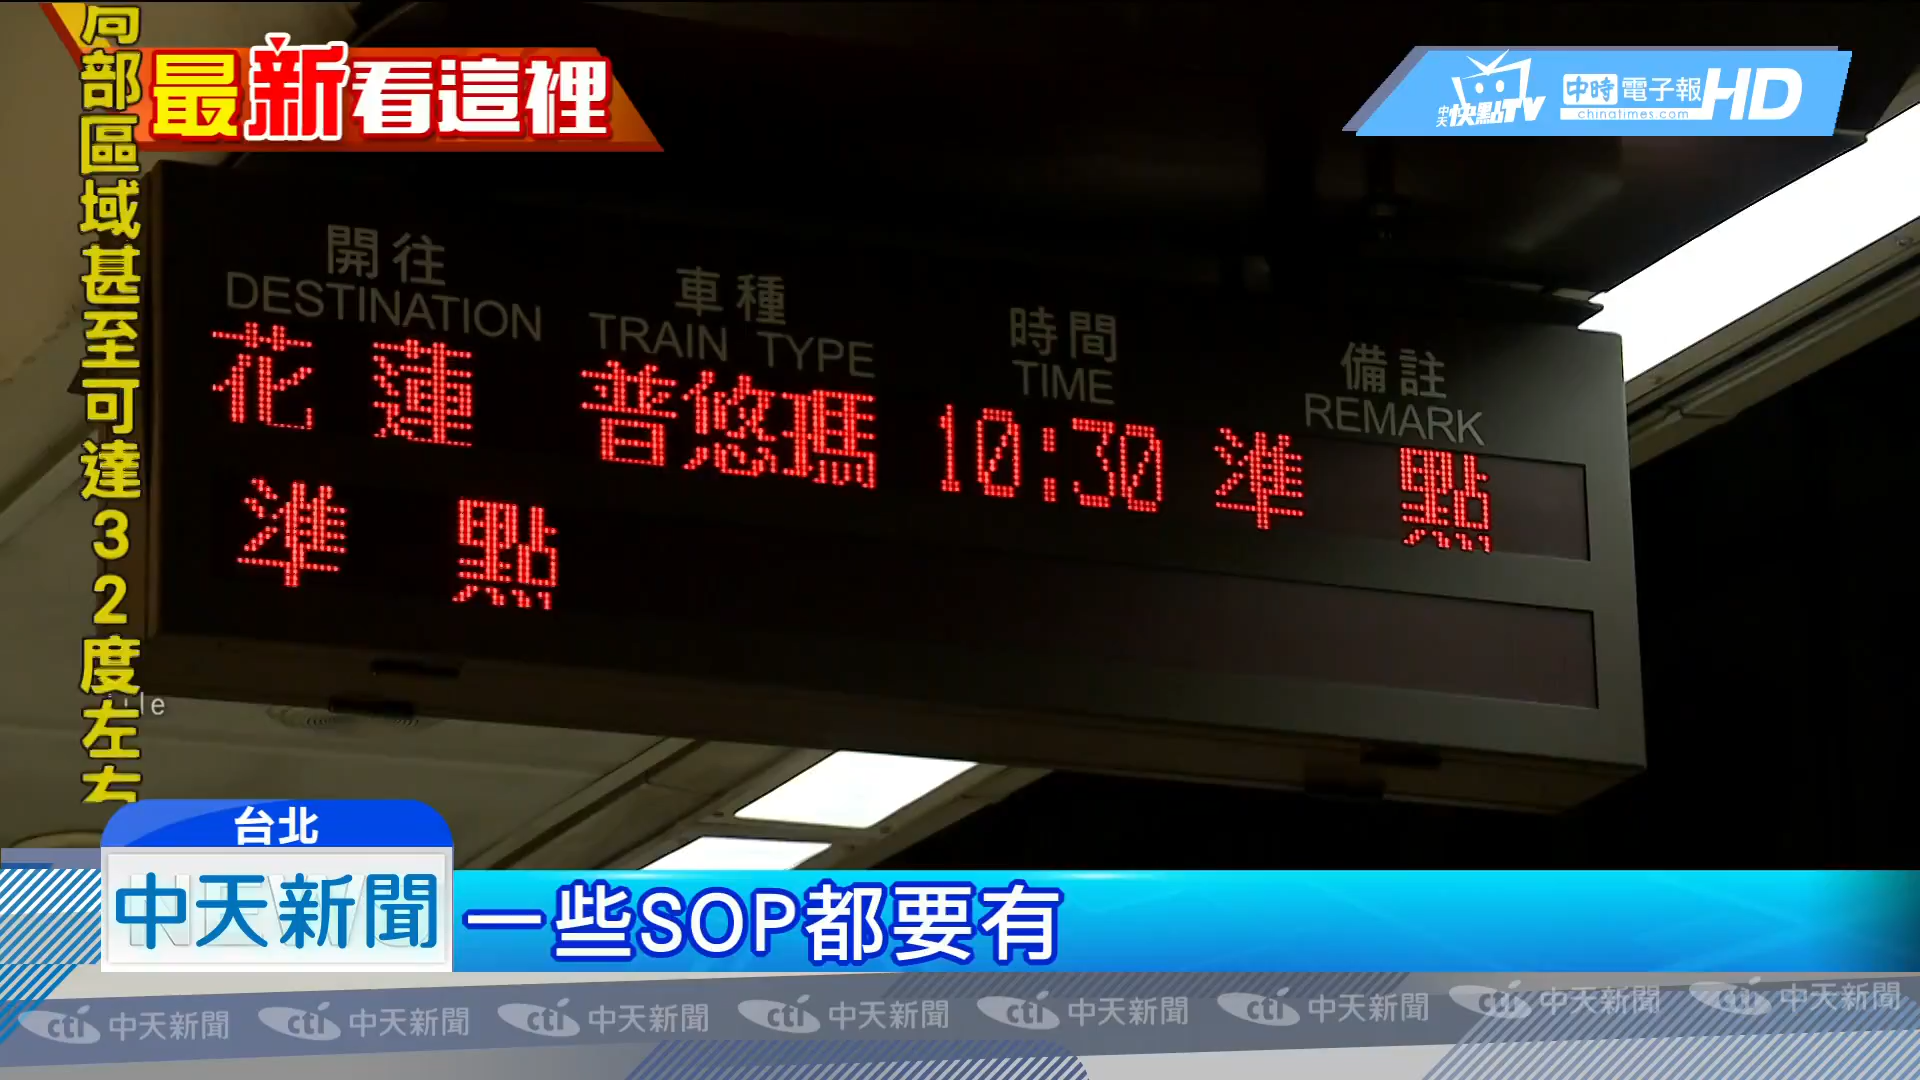 局部區域甚至可達32度左右
最新看這裡
中天快點TV
中時電子報HD
chinatimes.com
開往
DESTINATION
車種
TRAIN TYPE
時間
TIME
備註
REMARK
花蓮 普悠瑪 10:30 準點
準點
台北
中天新聞
一些SOP都要有
cti 中天新聞 cti 中天新聞 cti 中天新聞 cti 中天新聞 cti 中天新聞 cti 中天新聞 cti 中天新聞 cti 中天新聞